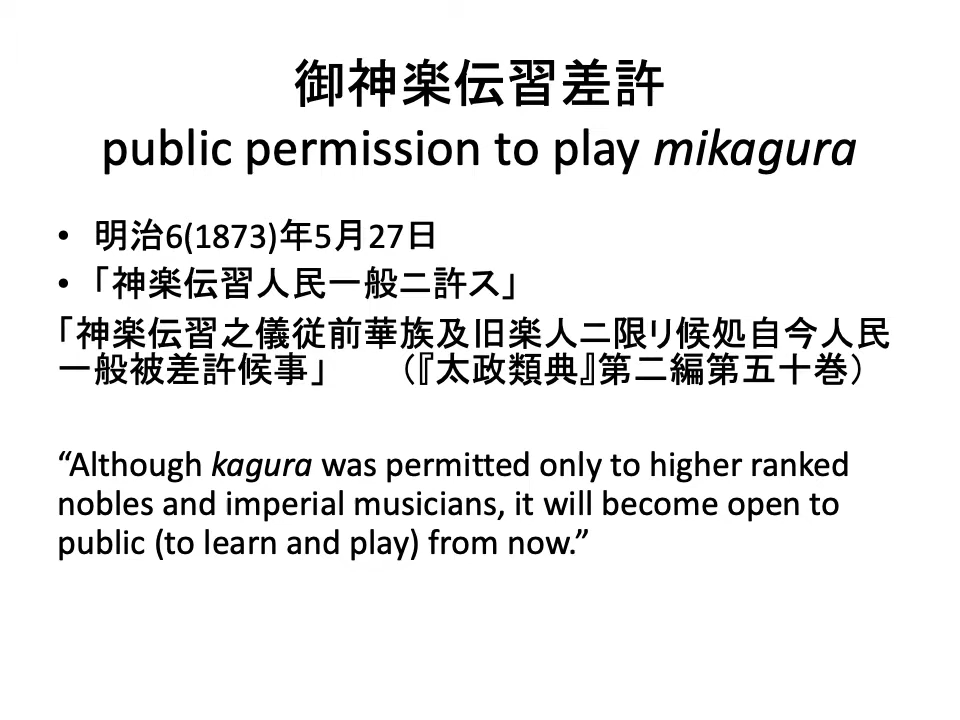 御神楽伝習差許
public permission to play mikagura
• 明治6(1873)年5月27日
• 「神楽伝習人民一般ニ許ス」
「神楽伝習之儀従前華族及旧楽人ニ限リ候処自今人民
一般被差許候事」　　（『太政類典』第二編第五十巻）
“Although kagura was permitted only to higher ranked
nobles and imperial musicians, it will become open to
public (to learn and play) from now.”